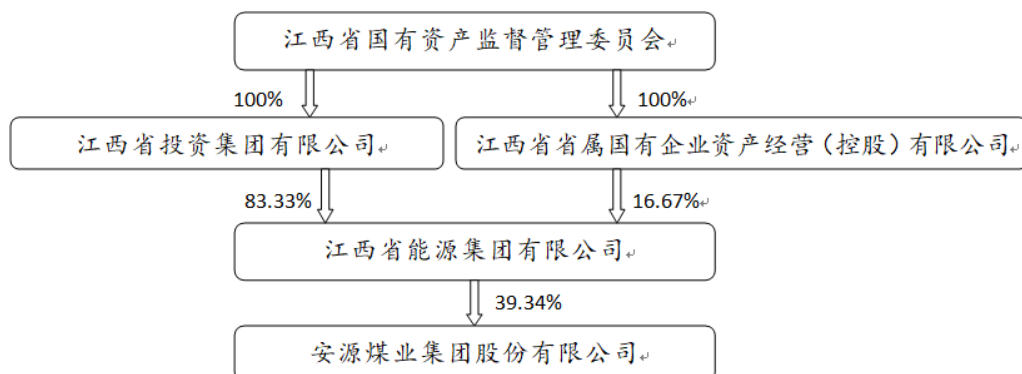 江西省国有资产监督管理委员会
100%
100%
江西省投资集团有限公司
江西省省属国有企业资产经营（控股）有限公司
83.33%
16.67%
江西省能源集团有限公司
39.34%
安源煤业集团股份有限公司